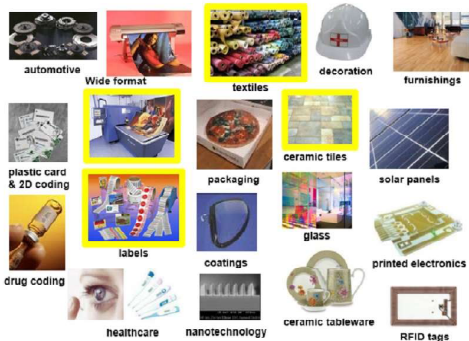 automotive
Wide format
textiles
decoration
furnishings
plastic card
& 2D coding
packaging
ceramic tiles
solar panels
drug coding
labels
coatings
glass
printed electronics
healthcare
nanotechnology
ceramic tableware
RFID tags